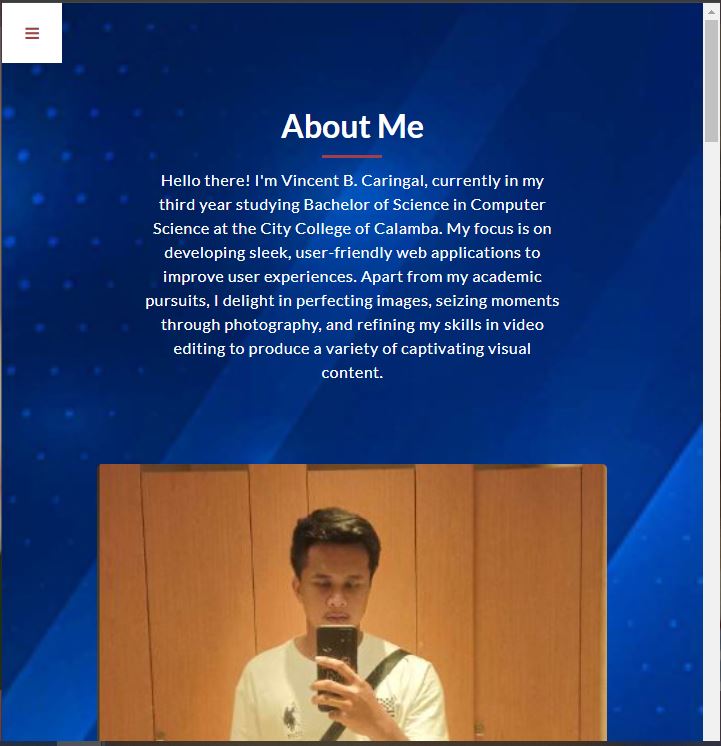 About Me
Hello there! I'm Vincent B. Caringal, currently in my
third year studying Bachelor of Science in Computer
Science at the City College of Calamba. My focus is on
developing sleek, user-friendly web applications to
improve user experiences. Apart from my academic
pursuits, I delight in perfecting images, seizing moments
through photography, and refining my skills in video
editing to produce a variety of captivating visual
content.